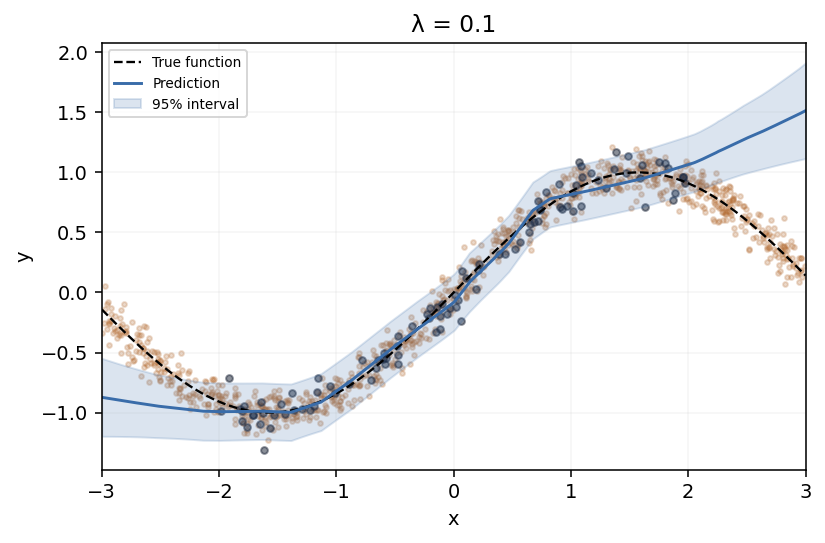 λ = 0.1
True function
Prediction
95% interval
y
2.0
1.5
1.0
0.5
0.0
−0.5
−1.0
−3 −2 −1 0 1 2 3
x